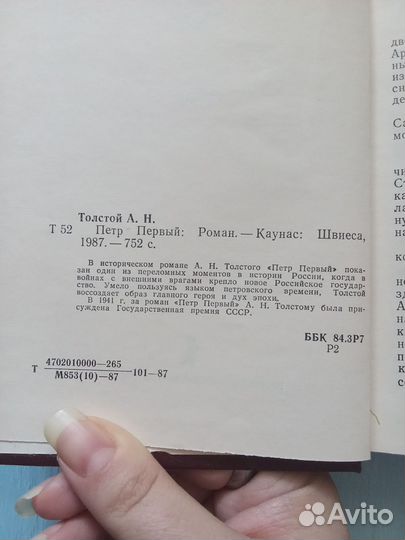 Толстой А. Н.
Т 52 Петр Первый: Роман. — Каунас: Швиеса,
1987. — 752 с.
В историческом романе А. Н. Толстого «Петр Первый» пока-
зан один из переломных моментов в истории России, когда в
войнах с внешними врагами крепло новое Российское государ-
ство. Умело пользуясь языком петровского времени, Толстой
воссоздает образ главного героя и дух эпохи.
В 1941 г. за роман «Петр Первый» А. Н. Толстому была при-
суждена Государственная премия СССР.
ББК 84.3Р7
Р2
Т 4702010000—265
М853(10)—87 —101—87
Avito